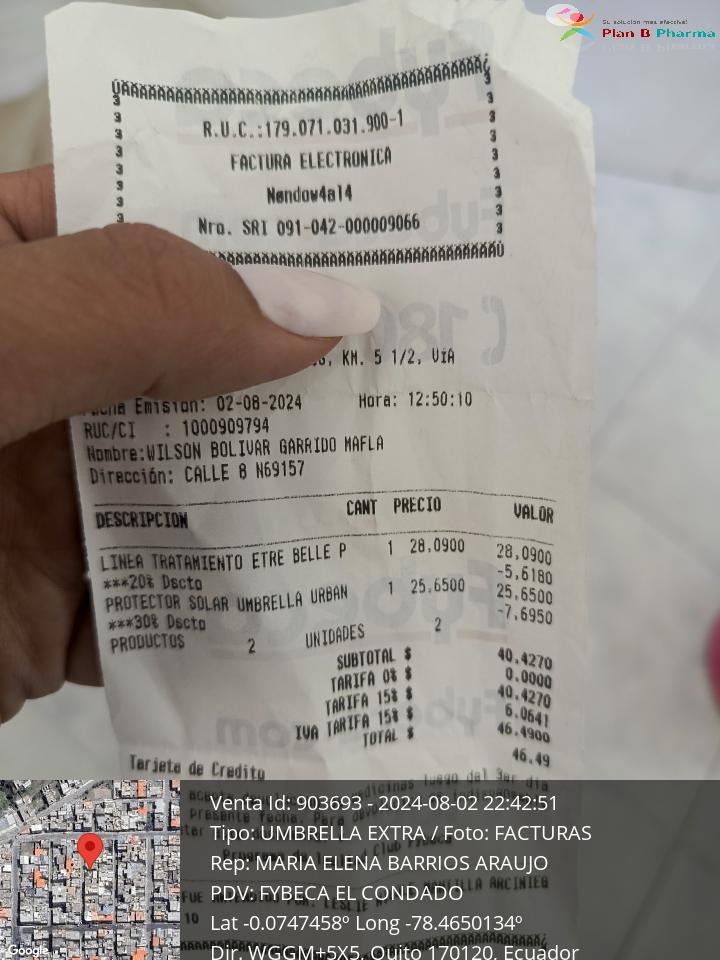 Su solución más efectiva!
Plan B Pharma
R.U.C.:179.071.031.900-1
FACTURA ELECTRONICA
Nro. SRI 091-042-000009066
KM. 5 1/2, VIA
Emision: 02-08-2024 Hora: 12:50:10
RUC/CI : 1000909794
Nombre:WILSON BOLIVAR GARRIDO MAFLA
Dirección: CALLE 8 N69157
DESCRIPCION CANT PRECIO VALOR
LINEA TRATAMIENTO ETRE BELLE P 1 28,0900 28,0900
***20% Dscto -5,6180
PROTECTOR SOLAR UMBRELLA URBAN 1 25,6500 25,6500
***30% Dscto -7,6950
PRODUCTOS 2 UNIDADES 2
SUBTOTAL $ 40.4270
TARIFA 0% $ 0.0000
TARIFA 15% $ 40.4270
IVA TARIFA 15% $ 6.0641
TOTAL $ 46.4900
Tarjeta de Credito 46.49
luego del 3er dia
Venta Id: 903693 - 2024-08-02 22:42:51
Tipo: UMBRELLA EXTRA / Foto: FACTURAS
Rep: MARIA ELENA BARRIOS ARAUJO
PDV: FYBECA EL CONDADO
Lat -0.0747458º Long -78.4650134º
Dir. WGGM+5X5, Quito 170120, Ecuador
Google